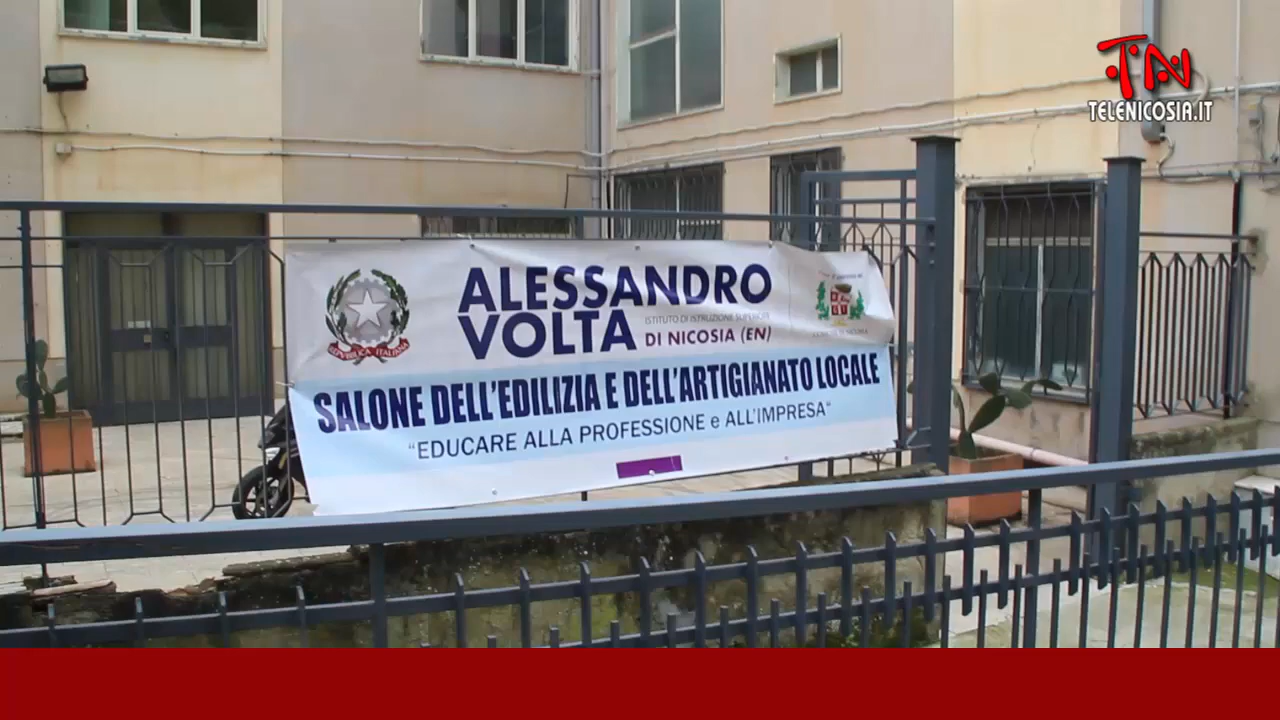 TN
TELENICOSIA.IT
ALESSANDRO
VOLTA
ISTITUTO DI ISTRUZIONE SUPERIORE
DI NICOSIA (EN)
REPVBBLICA ITALIANA
SALONE DELL'EDILIZIA E DELL'ARTIGIANATO LOCALE
"EDUCARE ALLA PROFESSIONE e ALL'IMPRESA"